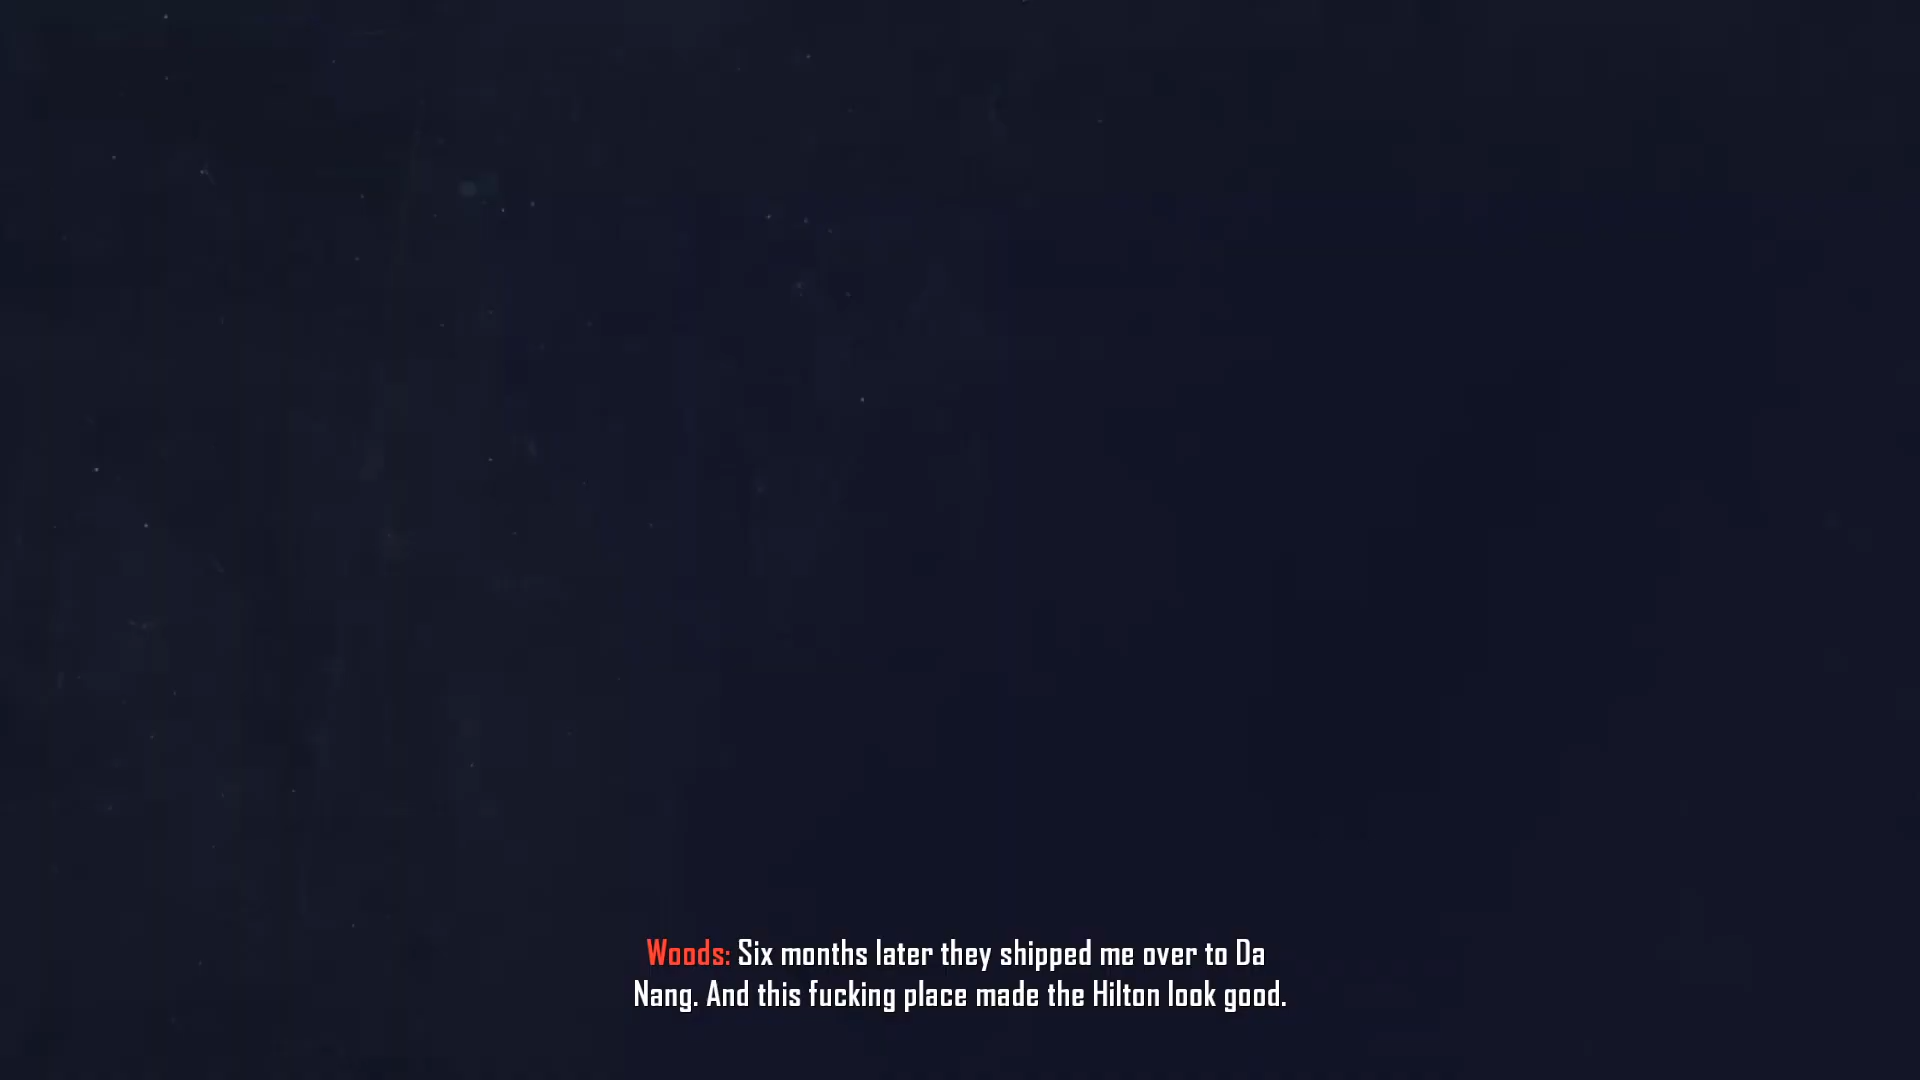 Woods: Six months later they shipped me over to Da
Nang. And this fucking place made the Hilton look good.